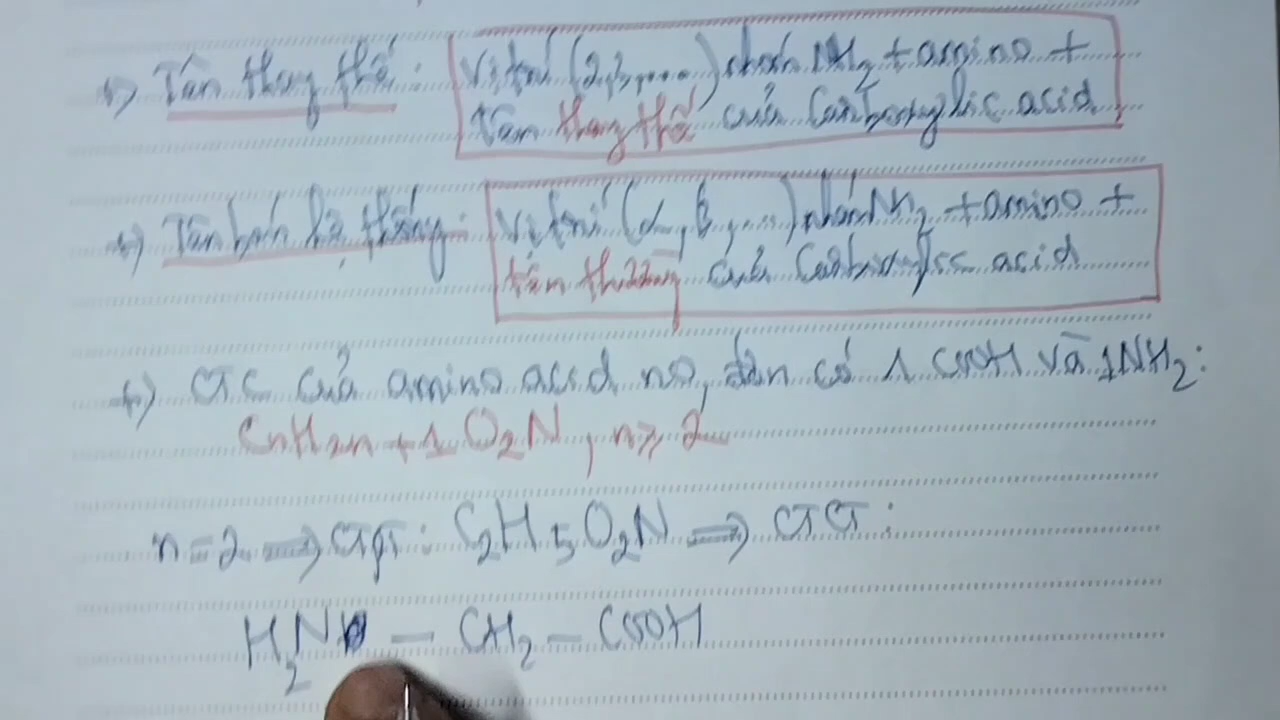 +) Tên thay thế: Vị trí (2,3,....) nhóm NH2 + amino +
tên thay thế của Carboxylic acid
+) Tên bán hệ thống: Vị trí (α, β, ....) nhóm NH2 + amino +
tên thường của Carboxylic acid
+) CTC của amino acid no, đơn có 1 COOH và 1NH2:
CnH2n+1O2N, n≥2
n=2 => CTPT: C2H5O2N => CTCT:
H2N – CH2 – COOH